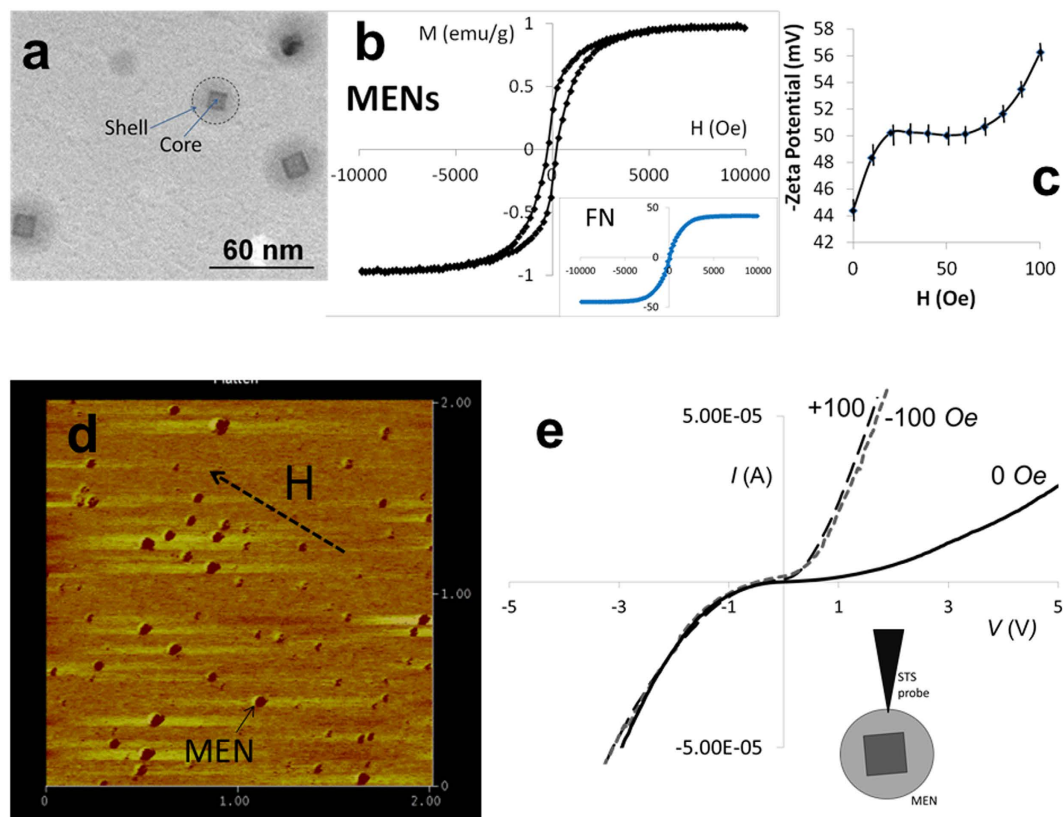 a
Shell
Core
60 nm
b
M (emu/g)
MENs
H (Oe)
1
0.5
0
-0.5
-1
-10000
-5000
0
5000
10000
FN
50
0
-50
-10000
-5000
0
5000
10000
c
-Zeta Potential (mV)
58
56
54
52
50
48
46
44
42
0
50
100
H (Oe)
d
H
MEN
2.00
1.00
0
0
1.00
2.00
e
5.00E-05
+100
-100 Oe
I (A)
0 Oe
-5
-3
-1
1
3
5
V (V)
-5.00E-05
STS
probe
MEN